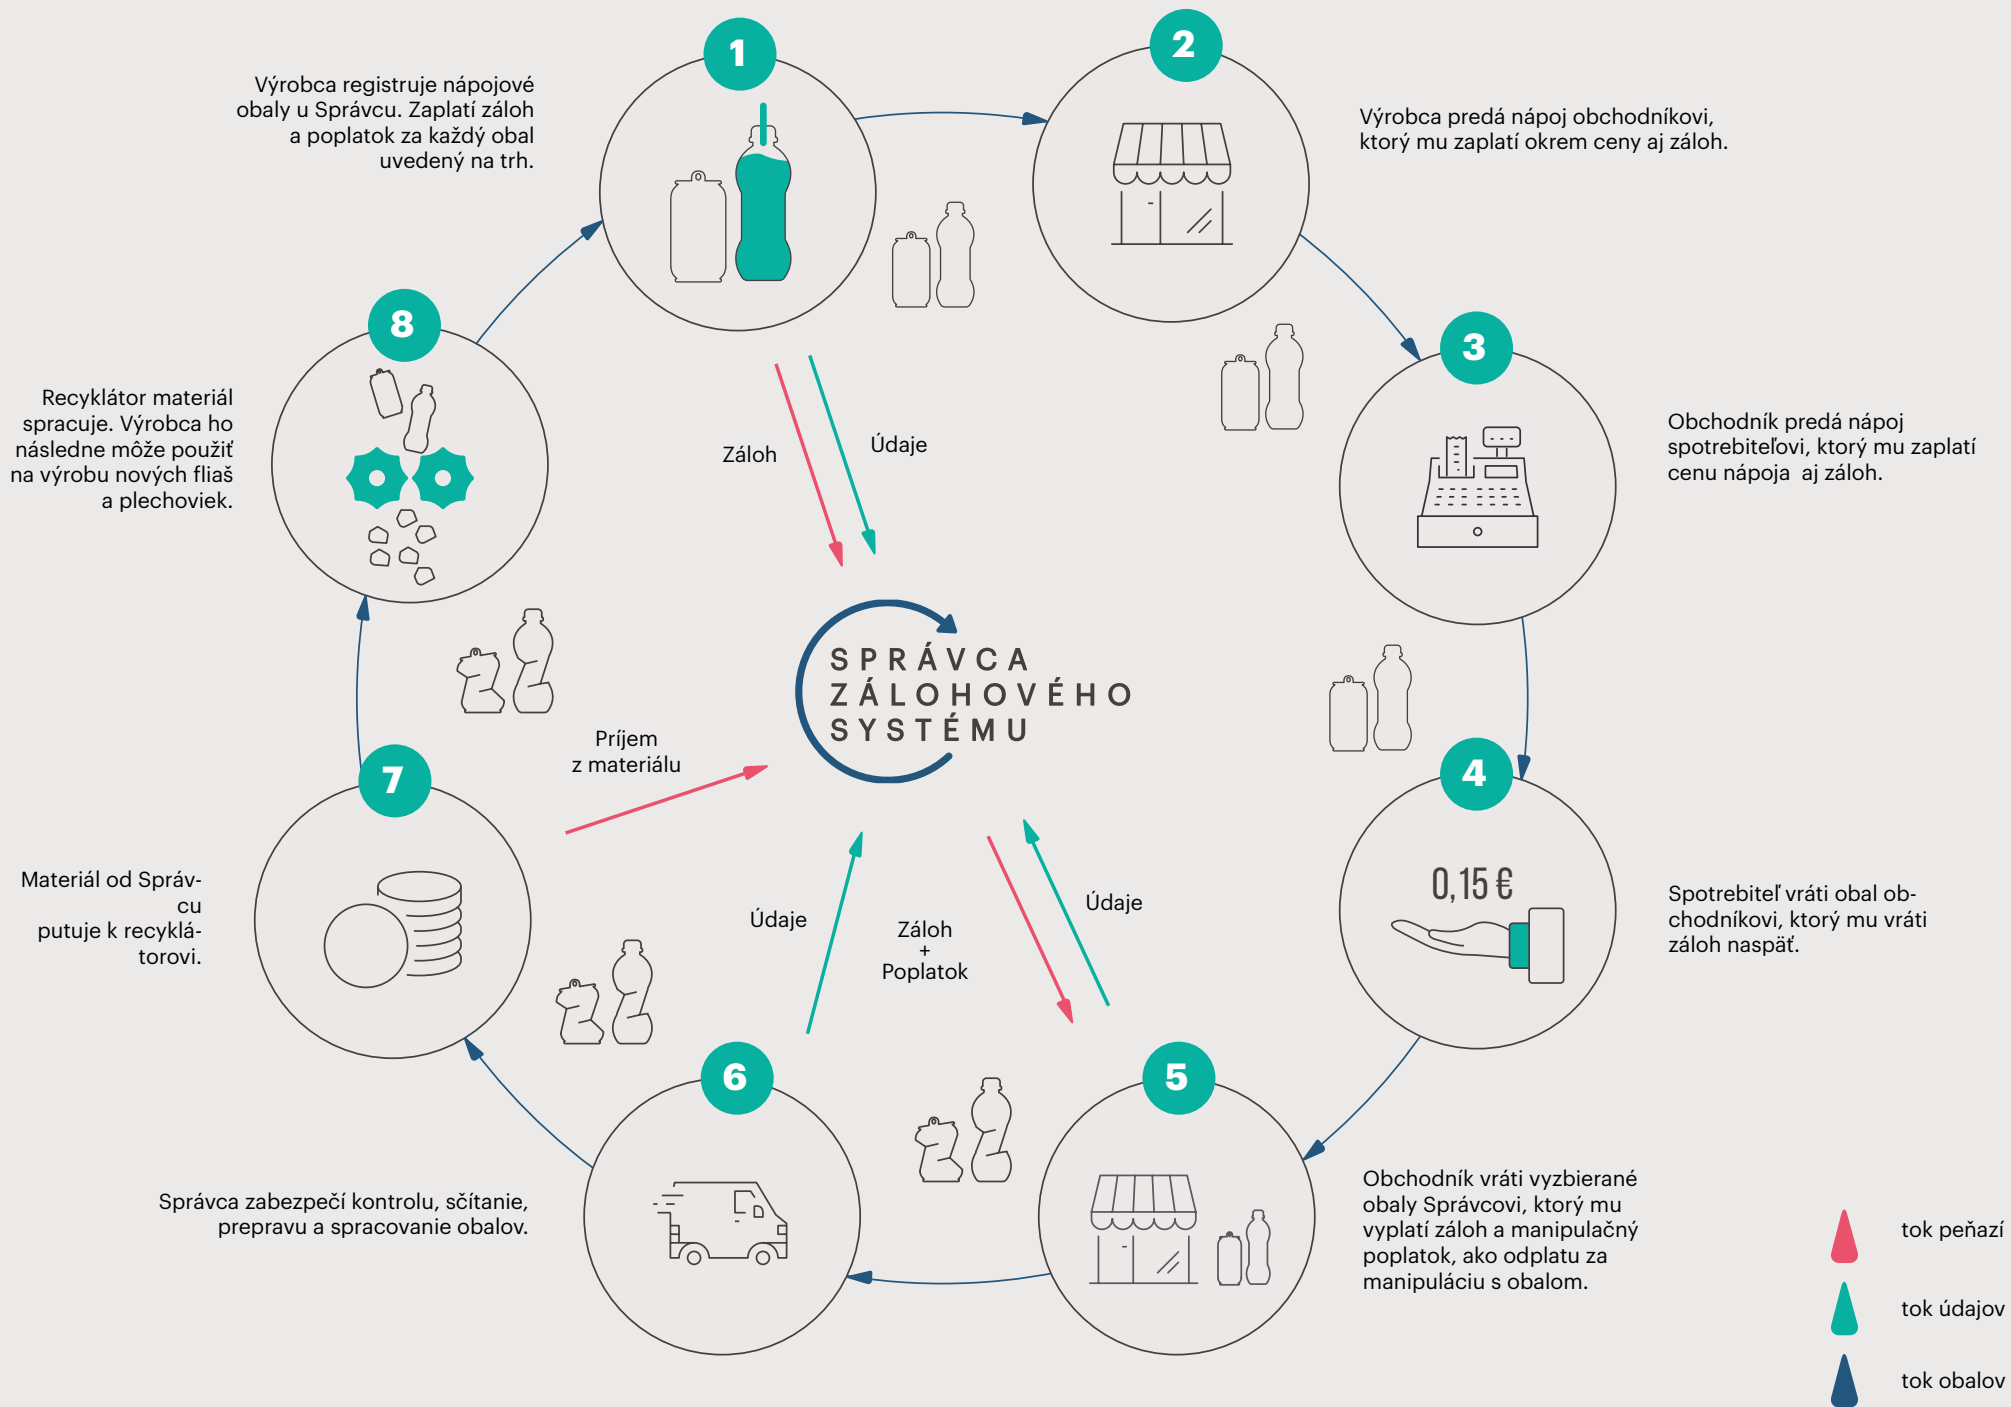 1
Výrobca registruje nápojové
obaly u Správcu. Zaplatí záloh
a poplatok za každý obal
uvedený na trh.
2
Výrobca predá nápoj obchodníkovi,
ktorý mu zaplatí okrem ceny aj záloh.
3
Obchodník predá nápoj
spotrebiteľovi, ktorý mu zaplatí
cenu nápoja aj záloh.
4
0,15 €
Spotrebiteľ vráti obal ob-
chodníkovi, ktorý mu vráti
záloh naspäť.
5
Obchodník vráti vyzbierané
obaly Správcovi, ktorý mu
vyplatí záloh a manipulačný
poplatok, ako odplatu za
manipuláciu s obalom.
6
Správca zabezpečí kontrolu, sčítanie,
prepravu a spracovanie obalov.
7
Materiál od Správ-
cu
putuje k recyklá-
torovi.
8
Recyklátor materiál
spracuje. Výrobca ho
následne môže použiť
na výrobu nových fliaš
a plechoviek.
Záloh
Údaje
SPRÁVCA
ZÁLOHOVÉHO
SYSTÉMU
Príjem
z materiálu
Údaje
Záloh
+
Poplatok
Údaje
tok peňazí
tok údajov
tok obalov